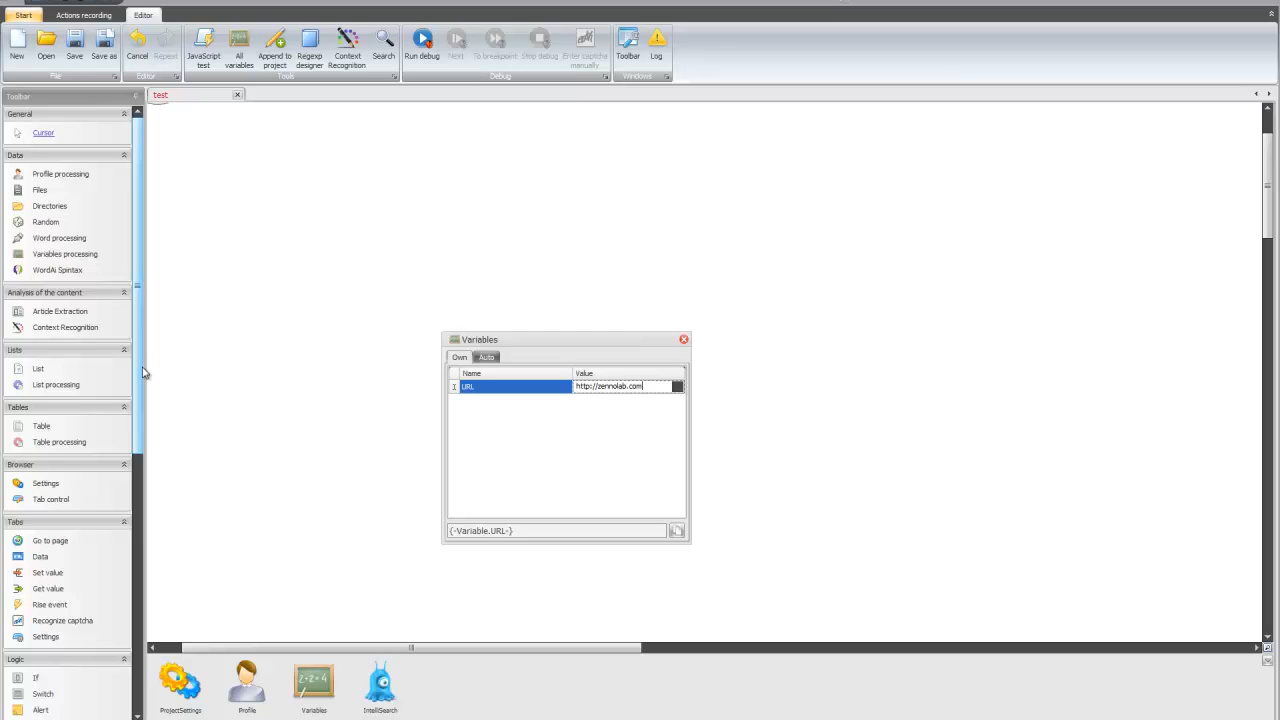 Start Actions recording Editor
New Open Save Save as Cancel Repeat JavaScript test All variables Append to project Regexp designer Context Recognition Search Run debug Next To breakpoint Stop debug Enter captcha manually Toolbar Log
File Editor Tools Debug Windows
Toolbar
test
General
Cursor
Data
Profile processing
Files
Directories
Random
Word processing
Variables processing
WordAi Spintax
Analysis of the content
Article Extraction
Context Recognition
Lists
List
List processing
Tables
Table
Table processing
Browser
Settings
Tab control
Tabs
Go to page
Data
Set value
Get value
Rise event
Recognize captcha
Settings
Logic
If
Switch
Alert
Variables
Own Auto
Name Value
URL http://zennolab.com
{-Variable.URL-}
2+2=4
ProjectSettings Profile Variables IntelliSearch